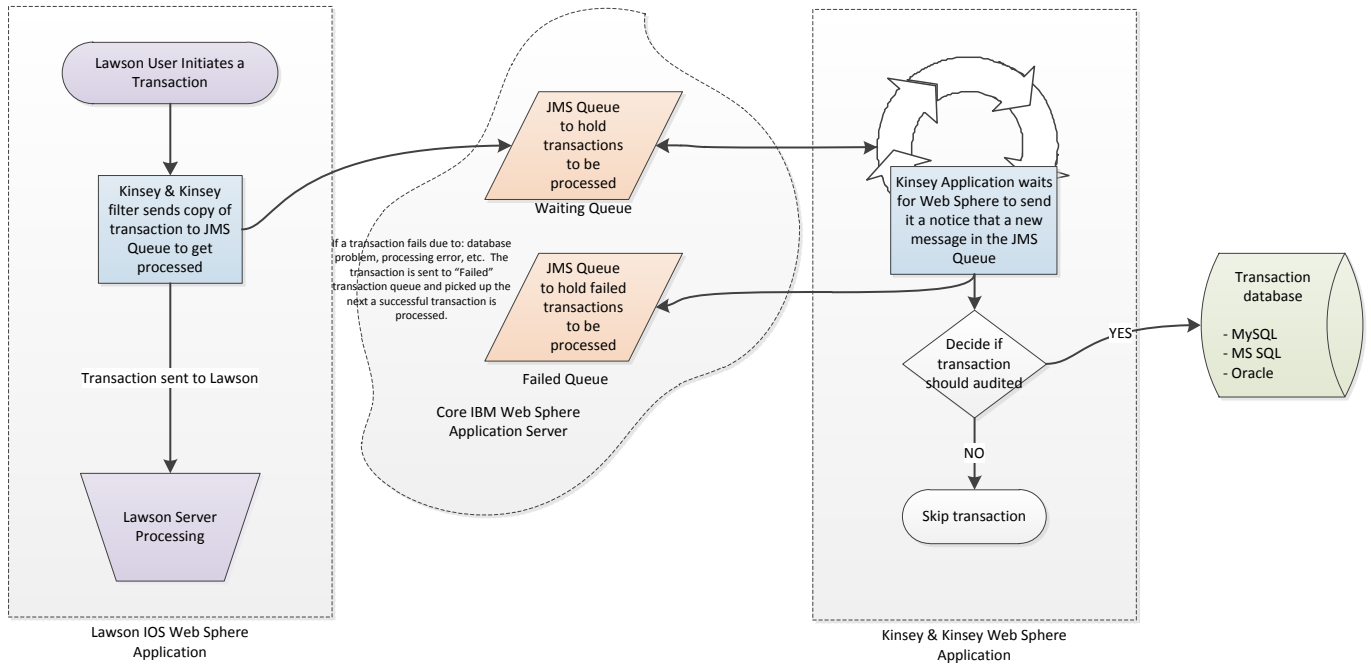 Lawson User Initiates a
Transaction
Kinsey & Kinsey
filter sends copy of
transaction to JMS
Queue to get
processed
Transaction sent to Lawson
Lawson Server
Processing
Lawson IOS Web Sphere
Application
JMS Queue
to hold
transactions
to be
processed
Waiting Queue
If a transaction fails due to: database
problem, processing error, etc. The
transaction is sent to “Failed”
transaction queue and picked up the
next a successful transaction is
processed.
JMS Queue
to hold failed
transactions
to be
processed
Failed Queue
Core IBM Web Sphere
Application Server
Kinsey Application waits
for Web Sphere to send
it a notice that a new
message in the JMS
Queue
Decide if
transaction
should audited
YES
NO
Skip transaction
Kinsey & Kinsey Web Sphere
Application
Transaction
database
- MySQL
- MS SQL
- Oracle